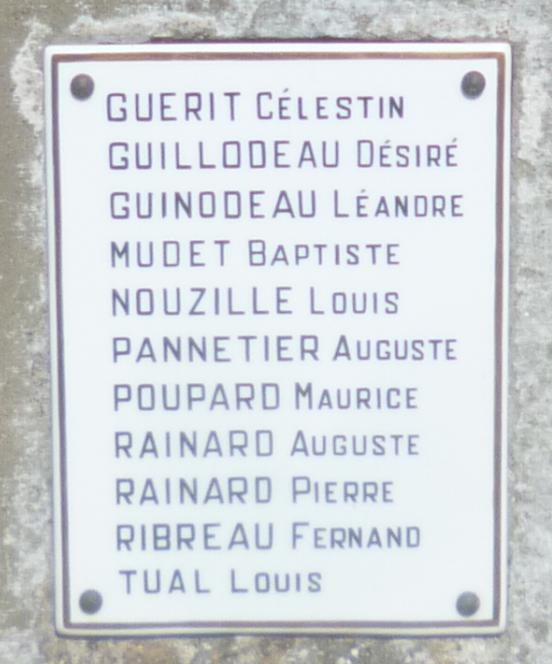 GUERIT CÉLESTIN
GUILLODEAU DÉSIRÉ
GUINODEAU LÉANDRE
MUDET BAPTISTE
NOUZILLE LOUIS
PANNETIER AUGUSTE
POUPARD MAURICE
RAINARD AUGUSTE
RAINARD PIERRE
RIBREAU FERNAND
TUAL LOUIS